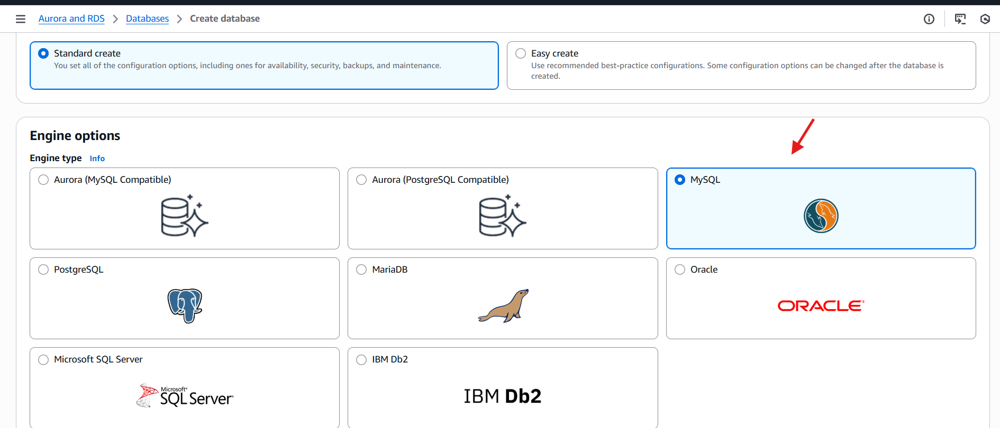 Aurora and RDS > Databases > Create database
Standard create
You set all of the configuration options, including ones for availability, security, backups, and maintenance.
Easy create
Use recommended best-practice configurations. Some configuration options can be changed after the database is
created.
Engine options
Engine type Info
Aurora (MySQL Compatible)
Aurora (PostgreSQL Compatible)
MySQL
PostgreSQL
MariaDB
Oracle
ORACLE®
Microsoft SQL Server
Microsoft®
SQL Server®
IBM Db2
IBM Db2